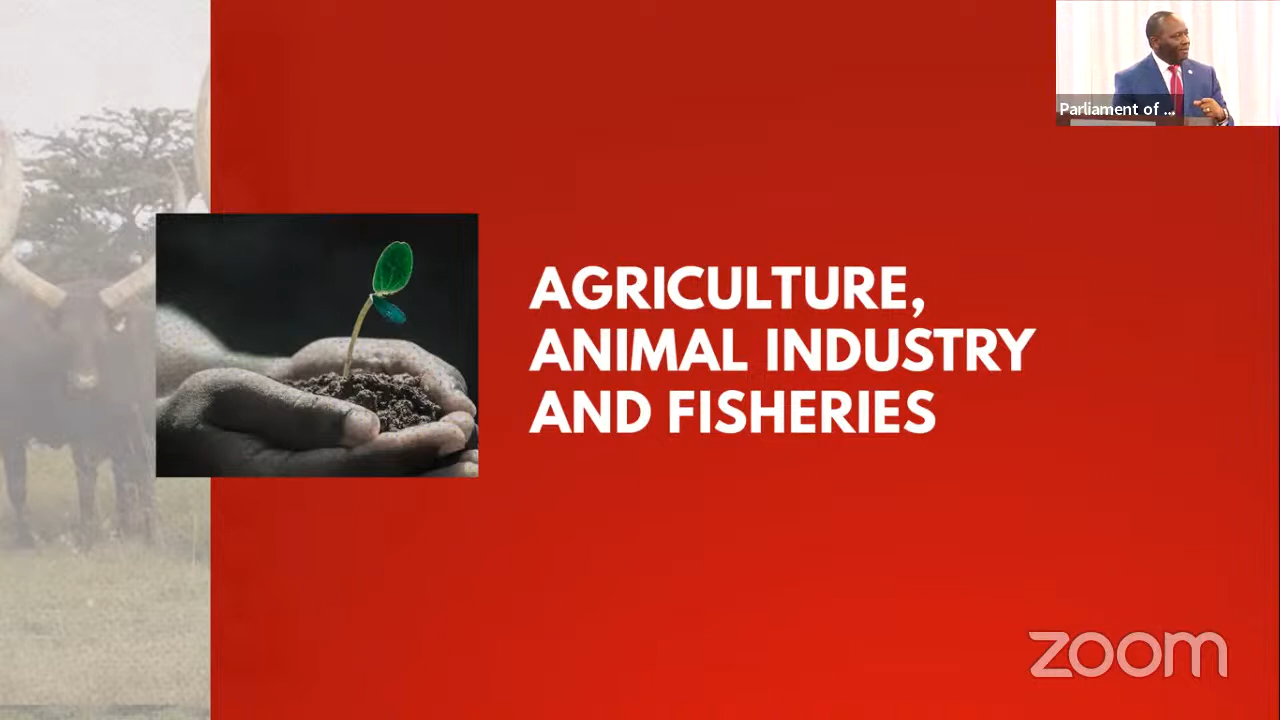 Parliament of ...
AGRICULTURE,
ANIMAL INDUSTRY
AND FISHERIES
zoom